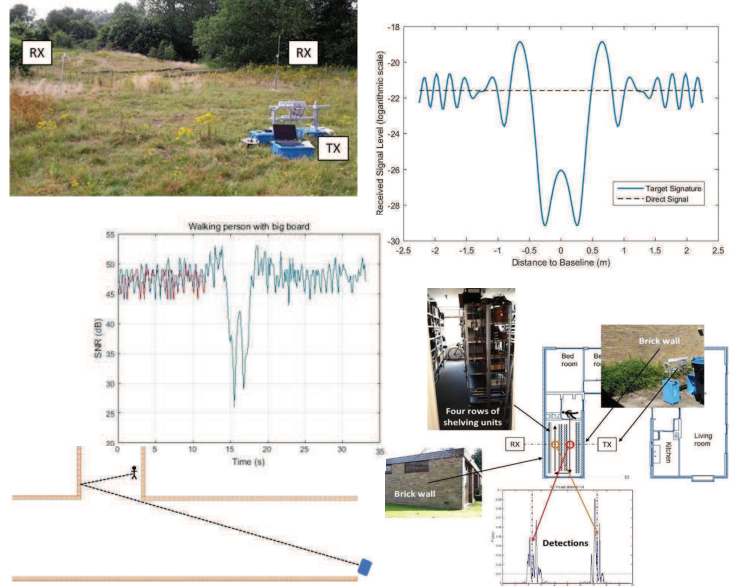 RX
RX
TX
-18
-20
-22
-24
-26
-28
-30
Received Signal Level (logarithmic scale)
Target Signature
Direct Signal
-2.5 -2 -1.5 -1 -0.5 0 0.5 1 1.5 2 2.5
Distance to Baseline (m)
Walking person with big board
55
50
45
40
35
30
25
20
SNR (dB)
0 5 10 15 20 25 30 35
Time (s)
Four rows of
shelving units
Bed
room
Brick wall
RX
TX
Kitchen
Living
room
Brick wall
Detections